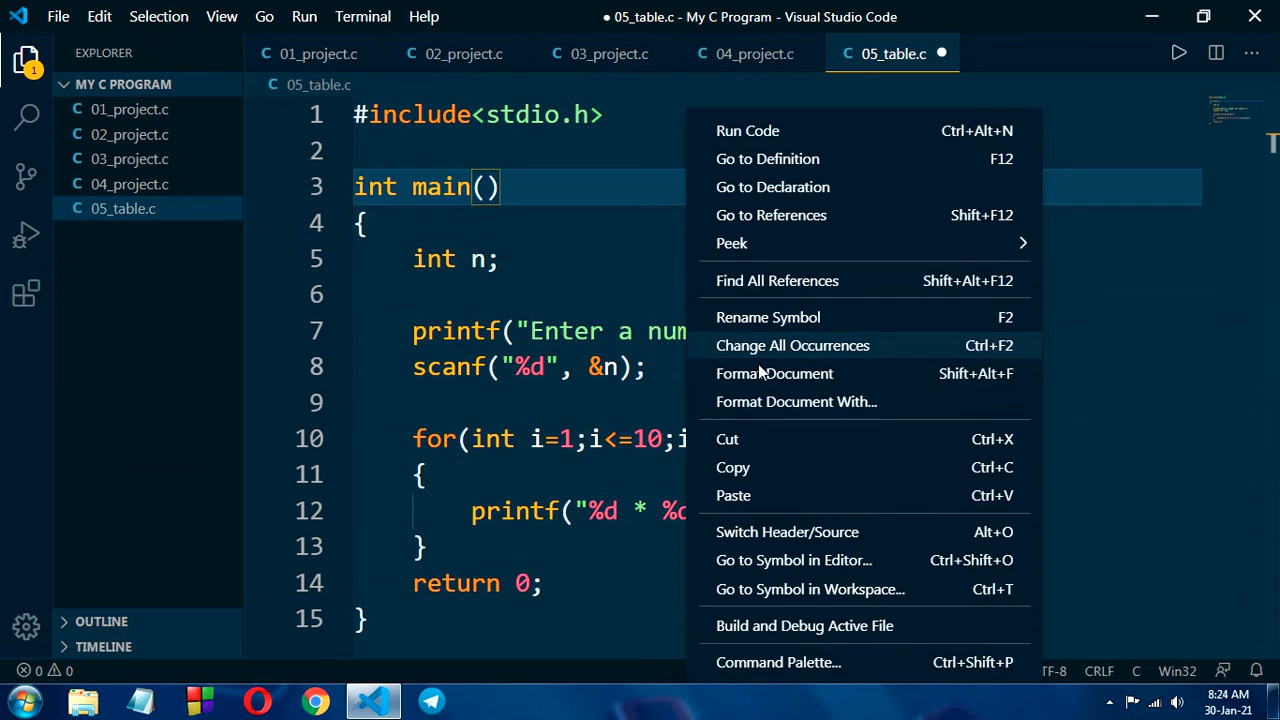 File Edit Selection View Go Run Terminal Help ● 05_table.c - My C Program - Visual Studio Code
EXPLORER
C 01_project.c C 02_project.c C 03_project.c C 04_project.c C 05_table.c ●
1
MY C PROGRAM
C 01_project.c
C 02_project.c
C 03_project.c
C 04_project.c
C 05_table.c
OUTLINE
TIMELINE
C 05_table.c
1 #include<stdio.h>
2
3 int main()
4 {
5 int n;
6
7 printf("Enter a num
8 scanf("%d", &n);
9
10 for(int i=1;i<=10;i
11 {
12 printf("%d * %d
13 }
14 return 0;
15 }
Run Code Ctrl+Alt+N
Go to Definition F12
Go to Declaration
Go to References Shift+F12
Peek
Find All References Shift+Alt+F12
Rename Symbol F2
Change All Occurrences Ctrl+F2
Format Document Shift+Alt+F
Format Document With...
Cut Ctrl+X
Copy Ctrl+C
Paste Ctrl+V
Switch Header/Source Alt+O
Go to Symbol in Editor... Ctrl+Shift+O
Go to Symbol in Workspace... Ctrl+T
Build and Debug Active File
Command Palette... Ctrl+Shift+P
0 0 TF-8 CRLF C Win32
8:24 AM
30-Jan-21